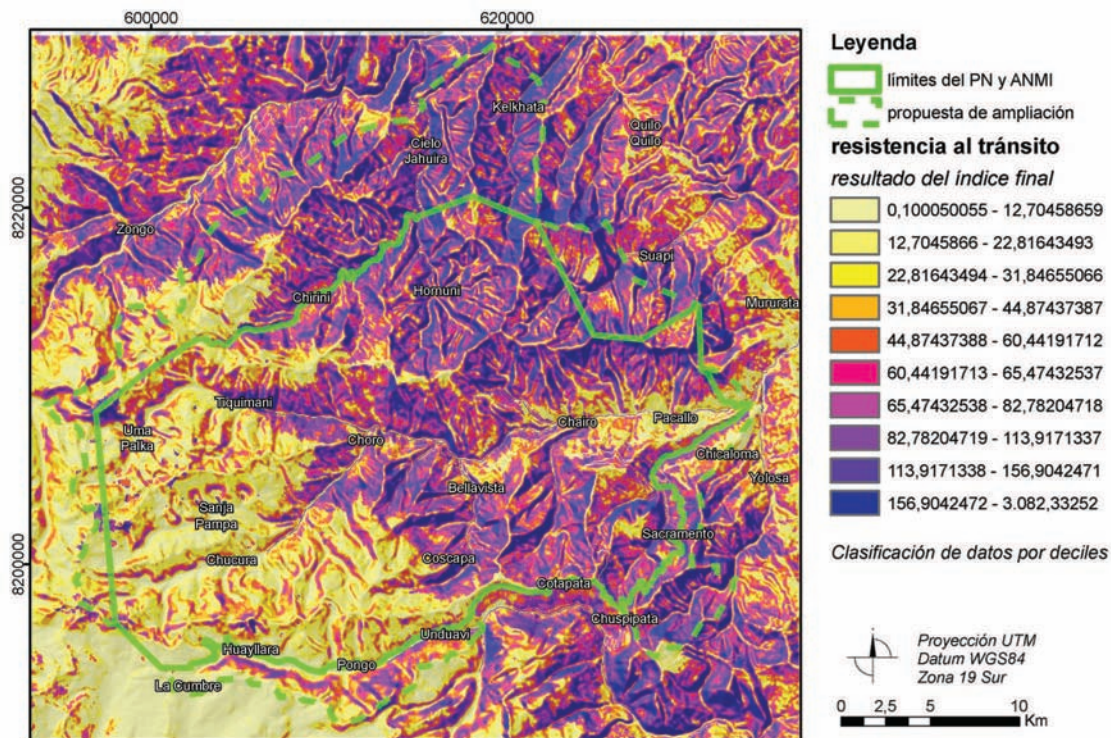 600000
620000
8220000
8200000
Kelkhata
Quilo
Quilo
Cielo
Jahuira
Zongo
Suapi
Chirini
Hornuni
Mururata
Tiquimani
Pacallo
Chairo
Uma
Palka
Choro
Chicaloma
Bellavista
Yolosa
Sanja
Pampa
Sacramento
Chucura
Coscapa
Cotapata
Chuspipata
Unduavi
Huayllara
Pongo
La Cumbre
Leyenda
límites del PN y ANMI
propuesta de ampliación
resistencia al tránsito
resultado del índice final
0,100050055 - 12,70458659
12,7045866 - 22,81643493
22,81643494 - 31,84655066
31,84655067 - 44,87437387
44,87437388 - 60,44191712
60,44191713 - 65,47432537
65,47432538 - 82,78204718
82,78204719 - 113,9171337
113,9171338 - 156,9042471
156,9042472 - 3.082,33252
Clasificación de datos por deciles
Proyección UTM
Datum WGS84
Zona 19 Sur
0 2,5 5 10
Km